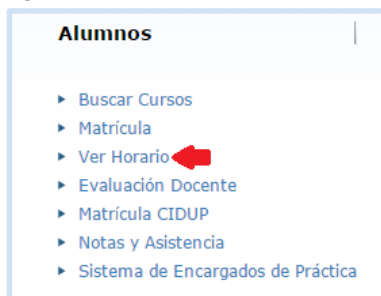 Alumnos
Buscar Cursos
Matrícula
Ver Horario
Evaluación Docente
Matrícula CIDUP
Notas y Asistencia
Sistema de Encargados de Práctica